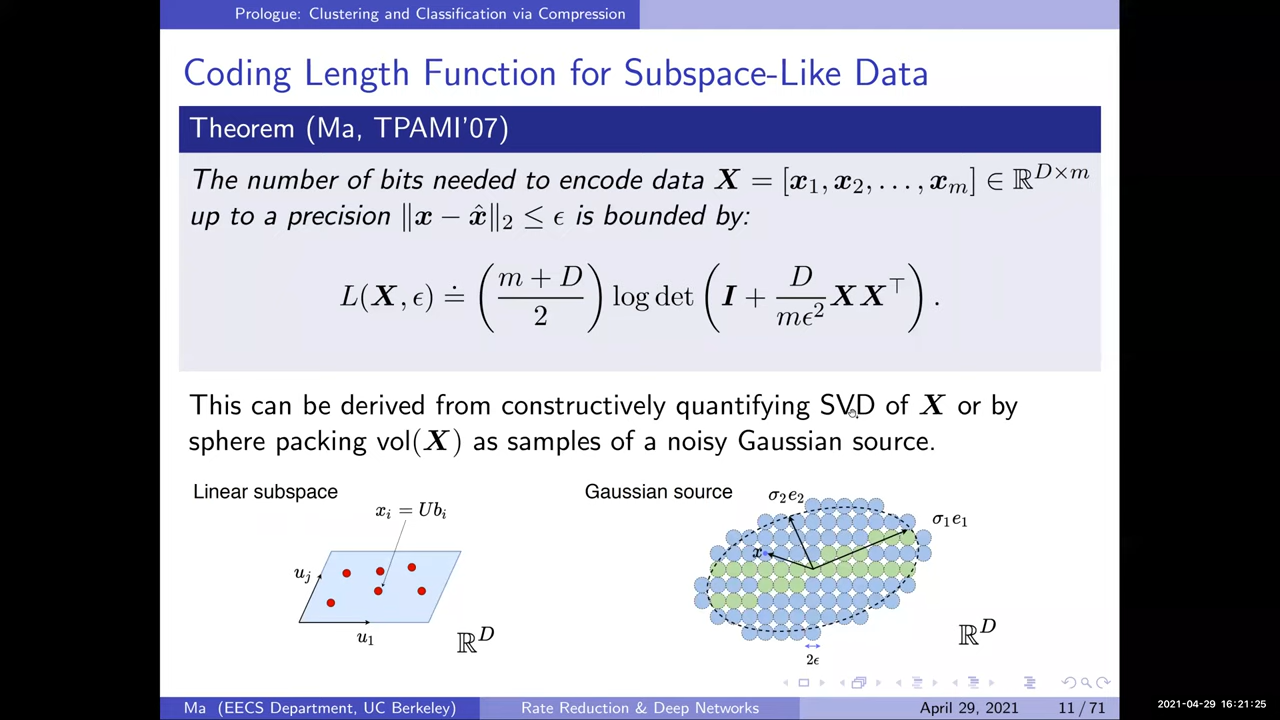 Prologue: Clustering and Classification via Compression
Coding Length Function for Subspace-Like Data
Theorem (Ma, TPAMI'07)
The number of bits needed to encode data X = [x₁, x₂, . . . , xₘ] ∈ ℝ^{D×m}
up to a precision ‖x − x̂‖₂ ≤ ϵ is bounded by:
L(X, ϵ) ≐ ((m + D)/2) log det (I + (D/(mϵ²)) XX^⊤).
This can be derived from constructively quantifying SVD of X or by
sphere packing vol(X) as samples of a noisy Gaussian source.
Linear subspace
xᵢ = Ubᵢ
uⱼ
u₁
ℝ^D
Gaussian source
σ₂e₂
σ₁e₁
x
ℝ^D
2ϵ
Ma (EECS Department, UC Berkeley)
Rate Reduction & Deep Networks
April 29, 2021
11 / 71
2021-04-29 16:21:25